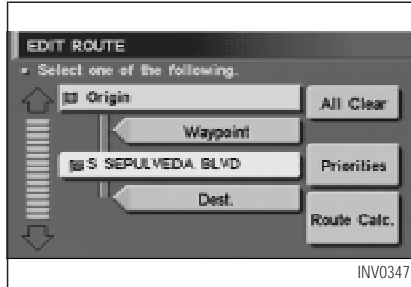 EDIT ROUTE
Select one of the following.
Origin
All Clear
Waypoint
S SEPULVEDA BLVD
Priorities
Dest.
Route Calc.
INV0347